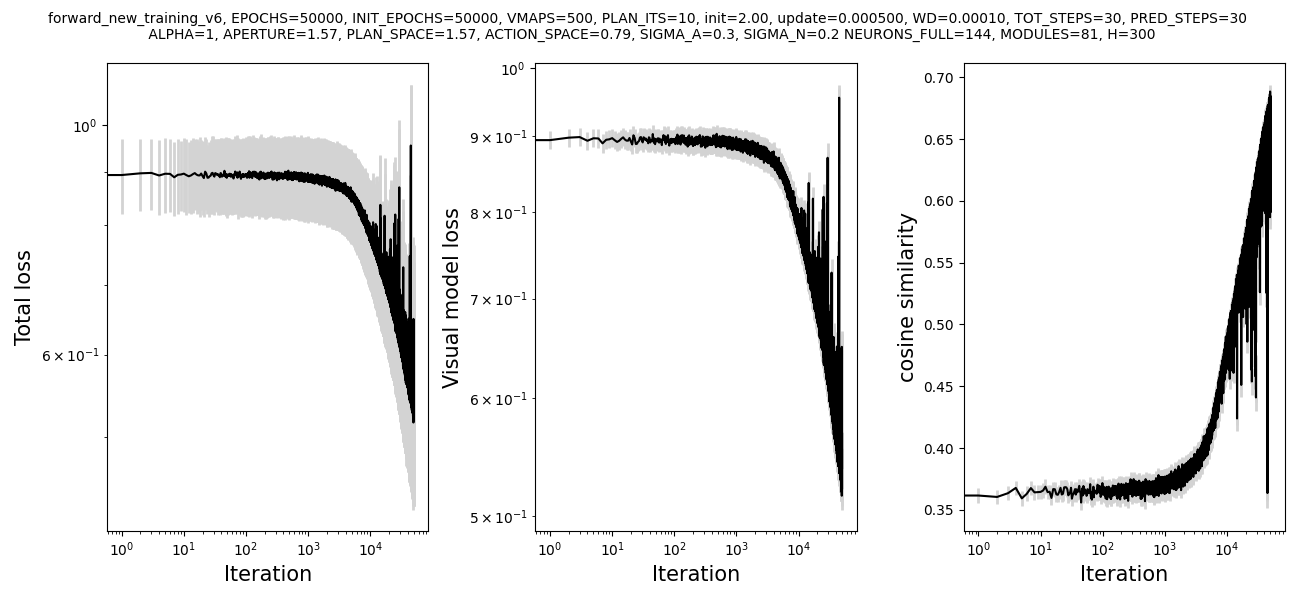 forward_new_training_v6, EPOCHS=50000, INIT_EPOCHS=50000, VMAPS=500, PLAN_ITS=10, init=2.00, update=0.000500, WD=0.00010, TOT_STEPS=30, PRED_STEPS=30
ALPHA=1, APERTURE=1.57, PLAN_SPACE=1.57, ACTION_SPACE=0.79, SIGMA_A=0.3, SIGMA_N=0.2 NEURONS_FULL=144, MODULES=81, H=300
Total loss
10⁰
6 × 10⁻¹
10⁰ 10¹ 10² 10³ 10⁴
Iteration
Visual model loss
10⁰
9 × 10⁻¹
8 × 10⁻¹
7 × 10⁻¹
6 × 10⁻¹
5 × 10⁻¹
10⁰ 10¹ 10² 10³ 10⁴
Iteration
cosine similarity
0.70
0.65
0.60
0.55
0.50
0.45
0.40
0.35
10⁰ 10¹ 10² 10³ 10⁴
Iteration